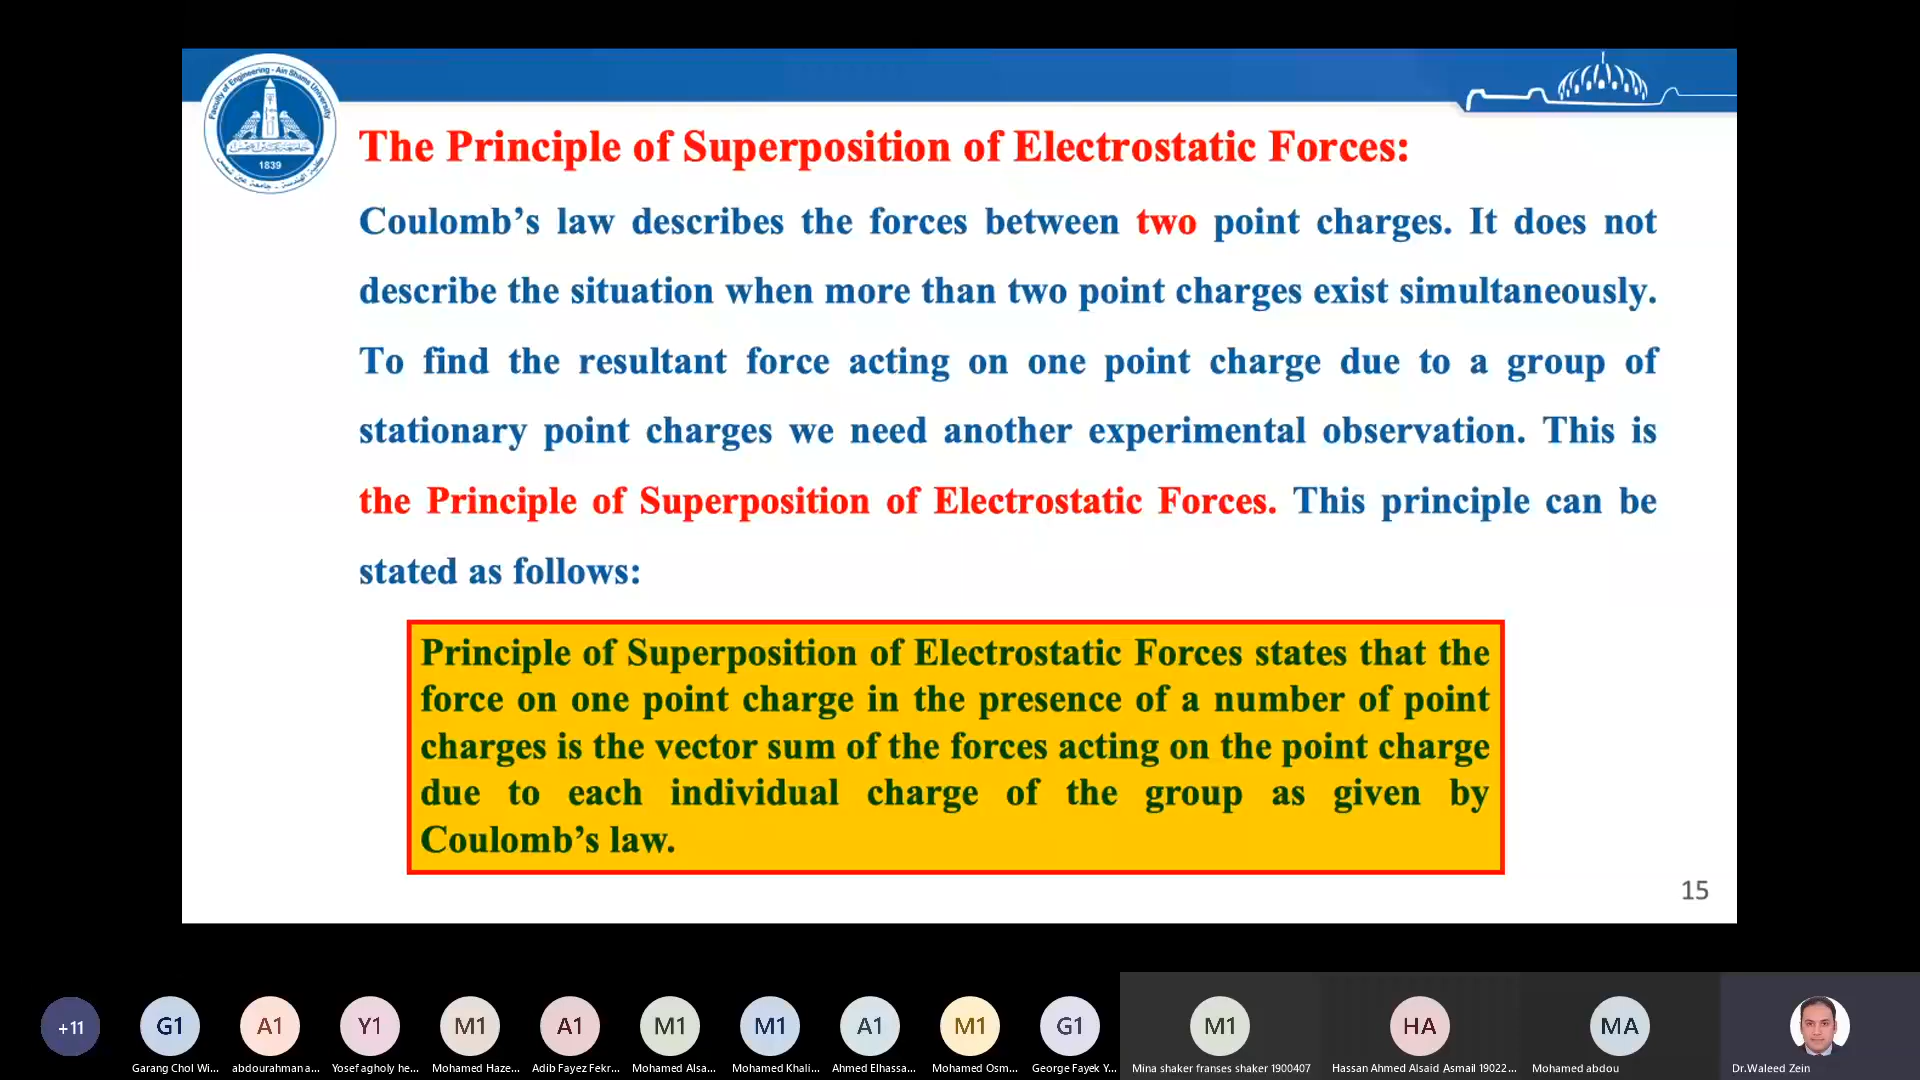 Faculty of Engineering - Ain Shams University
1839
The Principle of Superposition of Electrostatic Forces:
Coulomb’s law describes the forces between two point charges. It does not
describe the situation when more than two point charges exist simultaneously.
To find the resultant force acting on one point charge due to a group of
stationary point charges we need another experimental observation. This is
the Principle of Superposition of Electrostatic Forces. This principle can be
stated as follows:
Principle of Superposition of Electrostatic Forces states that the
force on one point charge in the presence of a number of point
charges is the vector sum of the forces acting on the point charge
due to each individual charge of the group as given by
Coulomb’s law.
15
+11 G1 A1 Y1 M1 A1 M1 M1 A1 M1 G1 M1 HA MA
Garang Chol Wi... abdourahman a... Yosef agholy he... Mohamed Haze... Adib Fayez Fekr... Mohamed Alsa... Mohamed Khali... Ahmed Elhassa... Mohamed Osm... George Fayek Y... Mina shaker franses shaker 1900407 Hassan Ahmed Alsaid Asmail 19022... Mohamed abdou Dr.Waleed Zein